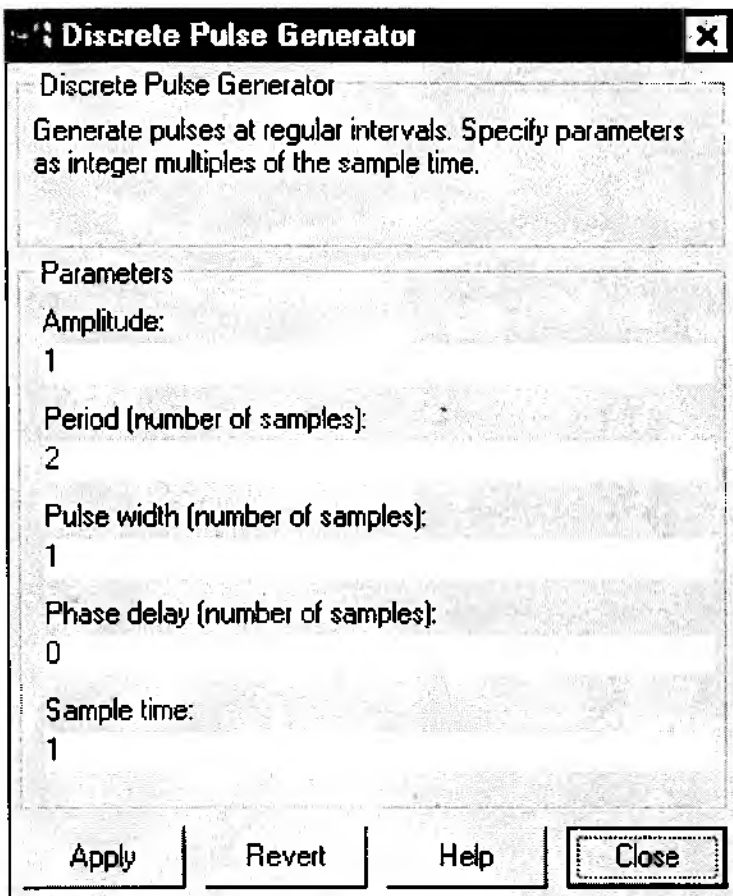 Discrete Pulse Generator
Discrete Pulse Generator
Generate pulses at regular intervals. Specify parameters
as integer multiples of the sample time.
Parameters
Amplitude:
1
Period (number of samples):
2
Pulse width (number of samples):
1
Phase delay (number of samples):
0
Sample time:
1
Apply Revert Help Close